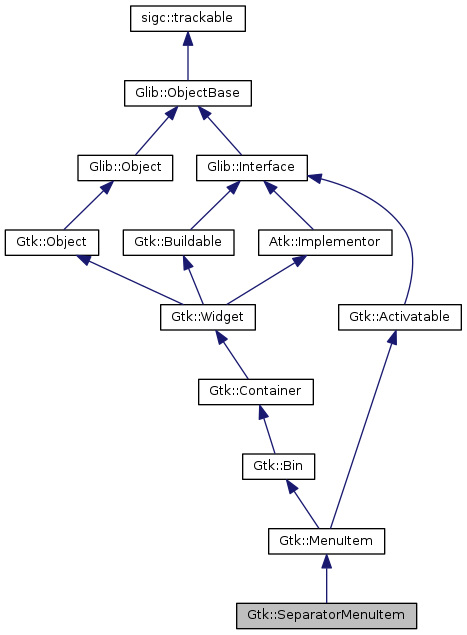 sigc::trackable
Glib::ObjectBase
Glib::Object
Glib::Interface
Gtk::Object
Gtk::Buildable
Atk::Implementor
Gtk::Widget
Gtk::Activatable
Gtk::Container
Gtk::Bin
Gtk::MenuItem
Gtk::SeparatorMenuItem